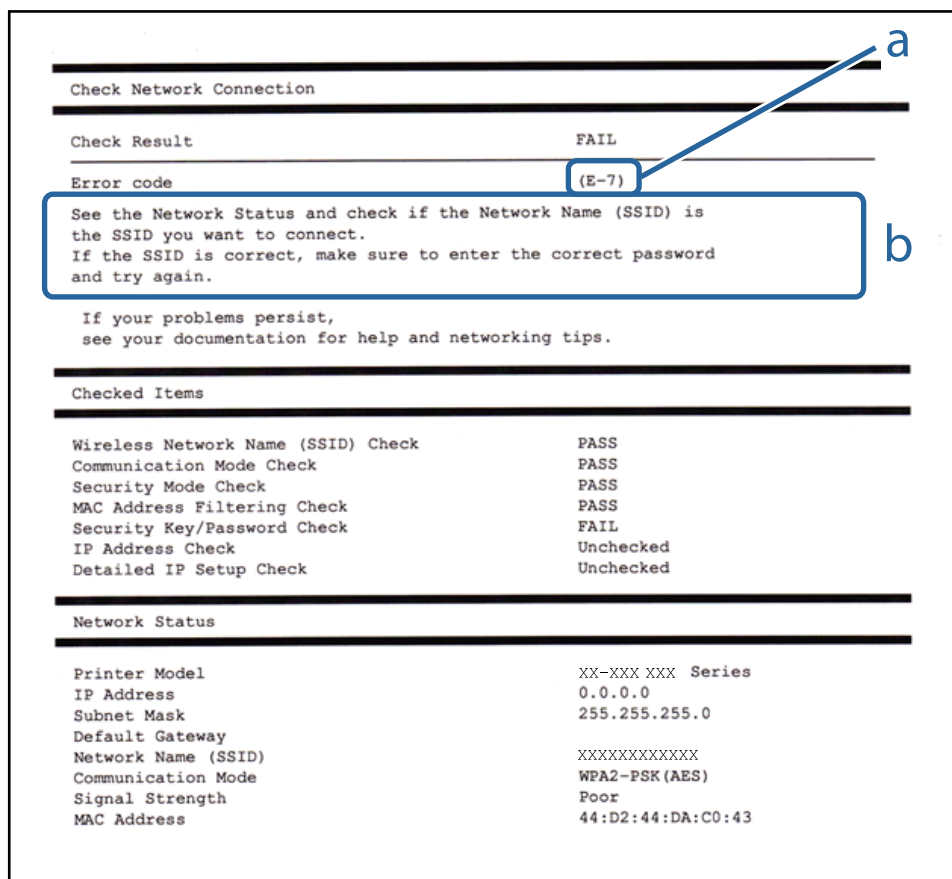 a
Check Network Connection
Check Result FAIL
Error code (E-7)
See the Network Status and check if the Network Name (SSID) is
the SSID you want to connect.
If the SSID is correct, make sure to enter the correct password
and try again.
b
If your problems persist,
see your documentation for help and networking tips.
Checked Items
Wireless Network Name (SSID) Check PASS
Communication Mode Check PASS
Security Mode Check PASS
MAC Address Filtering Check PASS
Security Key/Password Check FAIL
IP Address Check Unchecked
Detailed IP Setup Check Unchecked
Network Status
Printer Model XX-XXX XXX Series
IP Address 0.0.0.0
Subnet Mask 255.255.255.0
Default Gateway
Network Name (SSID) XXXXXXXXXXXX
Communication Mode WPA2-PSK(AES)
Signal Strength Poor
MAC Address 44:D2:44:DA:C0:43